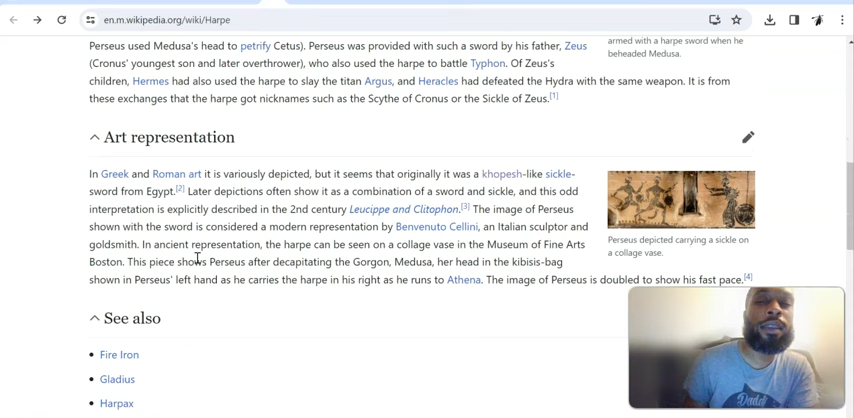 en.m.wikipedia.org/wiki/Harpe
Perseus used Medusa's head to petrify Cetus). Perseus was provided with such a sword by his father, Zeus
(Cronus' youngest son and later overthrower), who also used the harpe to battle Typhon. Of Zeus's
children, Hermes had also used the harpe to slay the titan Argus, and Heracles had defeated the Hydra with the same weapon. It is from
these exchanges that the harpe got nicknames such as the Scythe of Cronus or the Sickle of Zeus.[1]
armed with a harpe sword when he
beheaded Medusa.
Art representation
In Greek and Roman art it is variously depicted, but it seems that originally it was a khopesh-like sickle-
sword from Egypt.[2] Later depictions often show it as a combination of a sword and sickle, and this odd
interpretation is explicitly described in the 2nd century Leucippe and Clitophon.[3] The image of Perseus
shown with the sword is considered a modern representation by Benvenuto Cellini, an Italian sculptor and
goldsmith. In ancient representation, the harpe can be seen on a collage vase in the Museum of Fine Arts
Boston. This piece shows Perseus after decapitating the Gorgon, Medusa, her head in the kibisis-bag
shown in Perseus' left hand as he carries the harpe in his right as he runs to Athena. The image of Perseus is doubled to show his fast pace.[4]
Perseus depicted carrying a sickle on
a collage vase.
See also
Fire Iron
Gladius
Harpax
Daddy